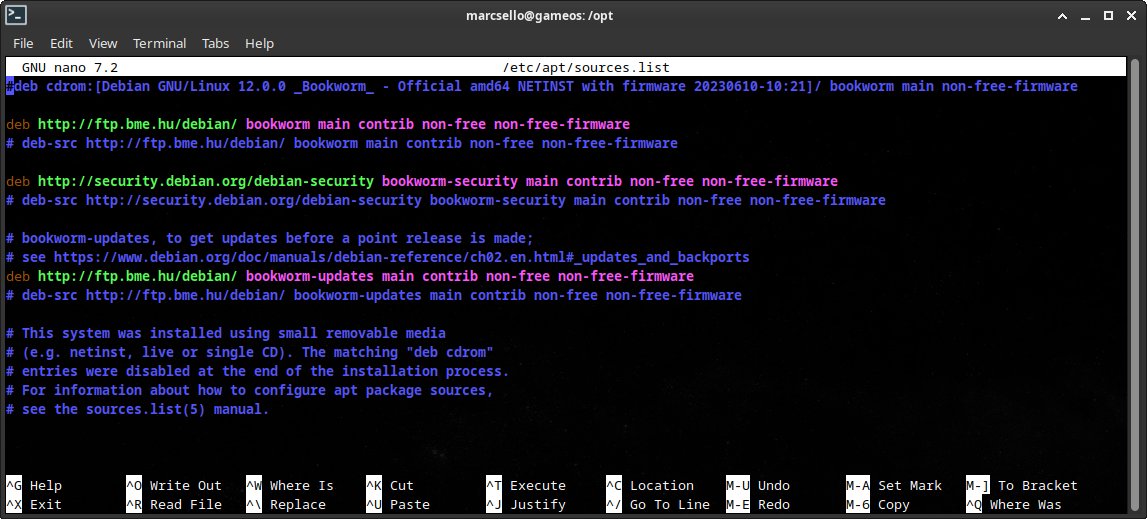 marcsello@gameos: /opt
File Edit View Terminal Tabs Help
GNU nano 7.2 /etc/apt/sources.list
#deb cdrom:[Debian GNU/Linux 12.0.0 _Bookworm_ - Official amd64 NETINST with firmware 20230610-10:21]/ bookworm main non-free-firmware
deb http://ftp.bme.hu/debian/ bookworm main contrib non-free non-free-firmware
# deb-src http://ftp.bme.hu/debian/ bookworm main contrib non-free non-free-firmware
deb http://security.debian.org/debian-security bookworm-security main contrib non-free non-free-firmware
# deb-src http://security.debian.org/debian-security bookworm-security main contrib non-free non-free-firmware
# bookworm-updates, to get updates before a point release is made;
# see https://www.debian.org/doc/manuals/debian-reference/ch02.en.html#_updates_and_backports
deb http://ftp.bme.hu/debian/ bookworm-updates main contrib non-free non-free-firmware
# deb-src http://ftp.bme.hu/debian/ bookworm-updates main contrib non-free non-free-firmware
# This system was installed using small removable media
# (e.g. netinst, live or single CD). The matching "deb cdrom"
# entries were disabled at the end of the installation process.
# For information about how to configure apt package sources,
# see the sources.list(5) manual.
^G Help ^O Write Out ^W Where Is ^K Cut ^T Execute ^C Location M-U Undo M-A Set Mark M-] To Bracket
^X Exit ^R Read File ^\ Replace ^U Paste ^J Justify ^/ Go To Line M-E Redo M-6 Copy ^Q Where Was